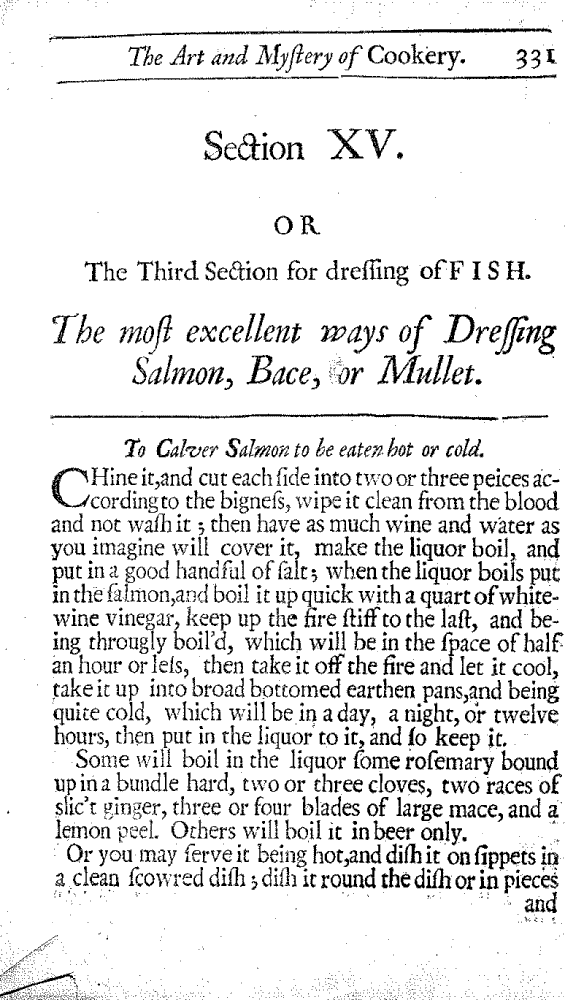 The Art and Myſtery of Cookery. 331
Section XV.
OR
The Third Section for dreſſing of FISH.
The moſt excellent ways of Dreſſing
Salmon, Bace, or Mullet.
To Calver Salmon to be eaten hot or cold.
CHine it,and cut each ſide into two or three peices ac-
cording to the bigneſs, wipe it clean from the blood
and not waſh it ; then have as much wine and water as
you imagine will cover it, make the liquor boil, and
put in a good handful of ſalt; when the liquor boils put
in the ſalmon,and boil it up quick with a quart of white-
wine vinegar, keep up the fire ſtiff to the laſt, and be-
ing througly boil'd, which will be in the ſpace of half
an hour or leſs, then take it off the fire and let it cool,
take it up into broad bottomed earthen pans,and being
quite cold, which will be in a day, a night, or twelve
hours, then put in the liquor to it, and ſo keep it.
Some will boil in the liquor ſome roſemary bound
up in a bundle hard, two or three cloves, two races of
slic't ginger, three or four blades of large mace, and a
lemon peel. Others will boil it in beer only.
Or you may ſerve it being hot,and diſh it on ſippets in
a clean ſcowred diſh ; diſh it round the diſh or in pieces
and